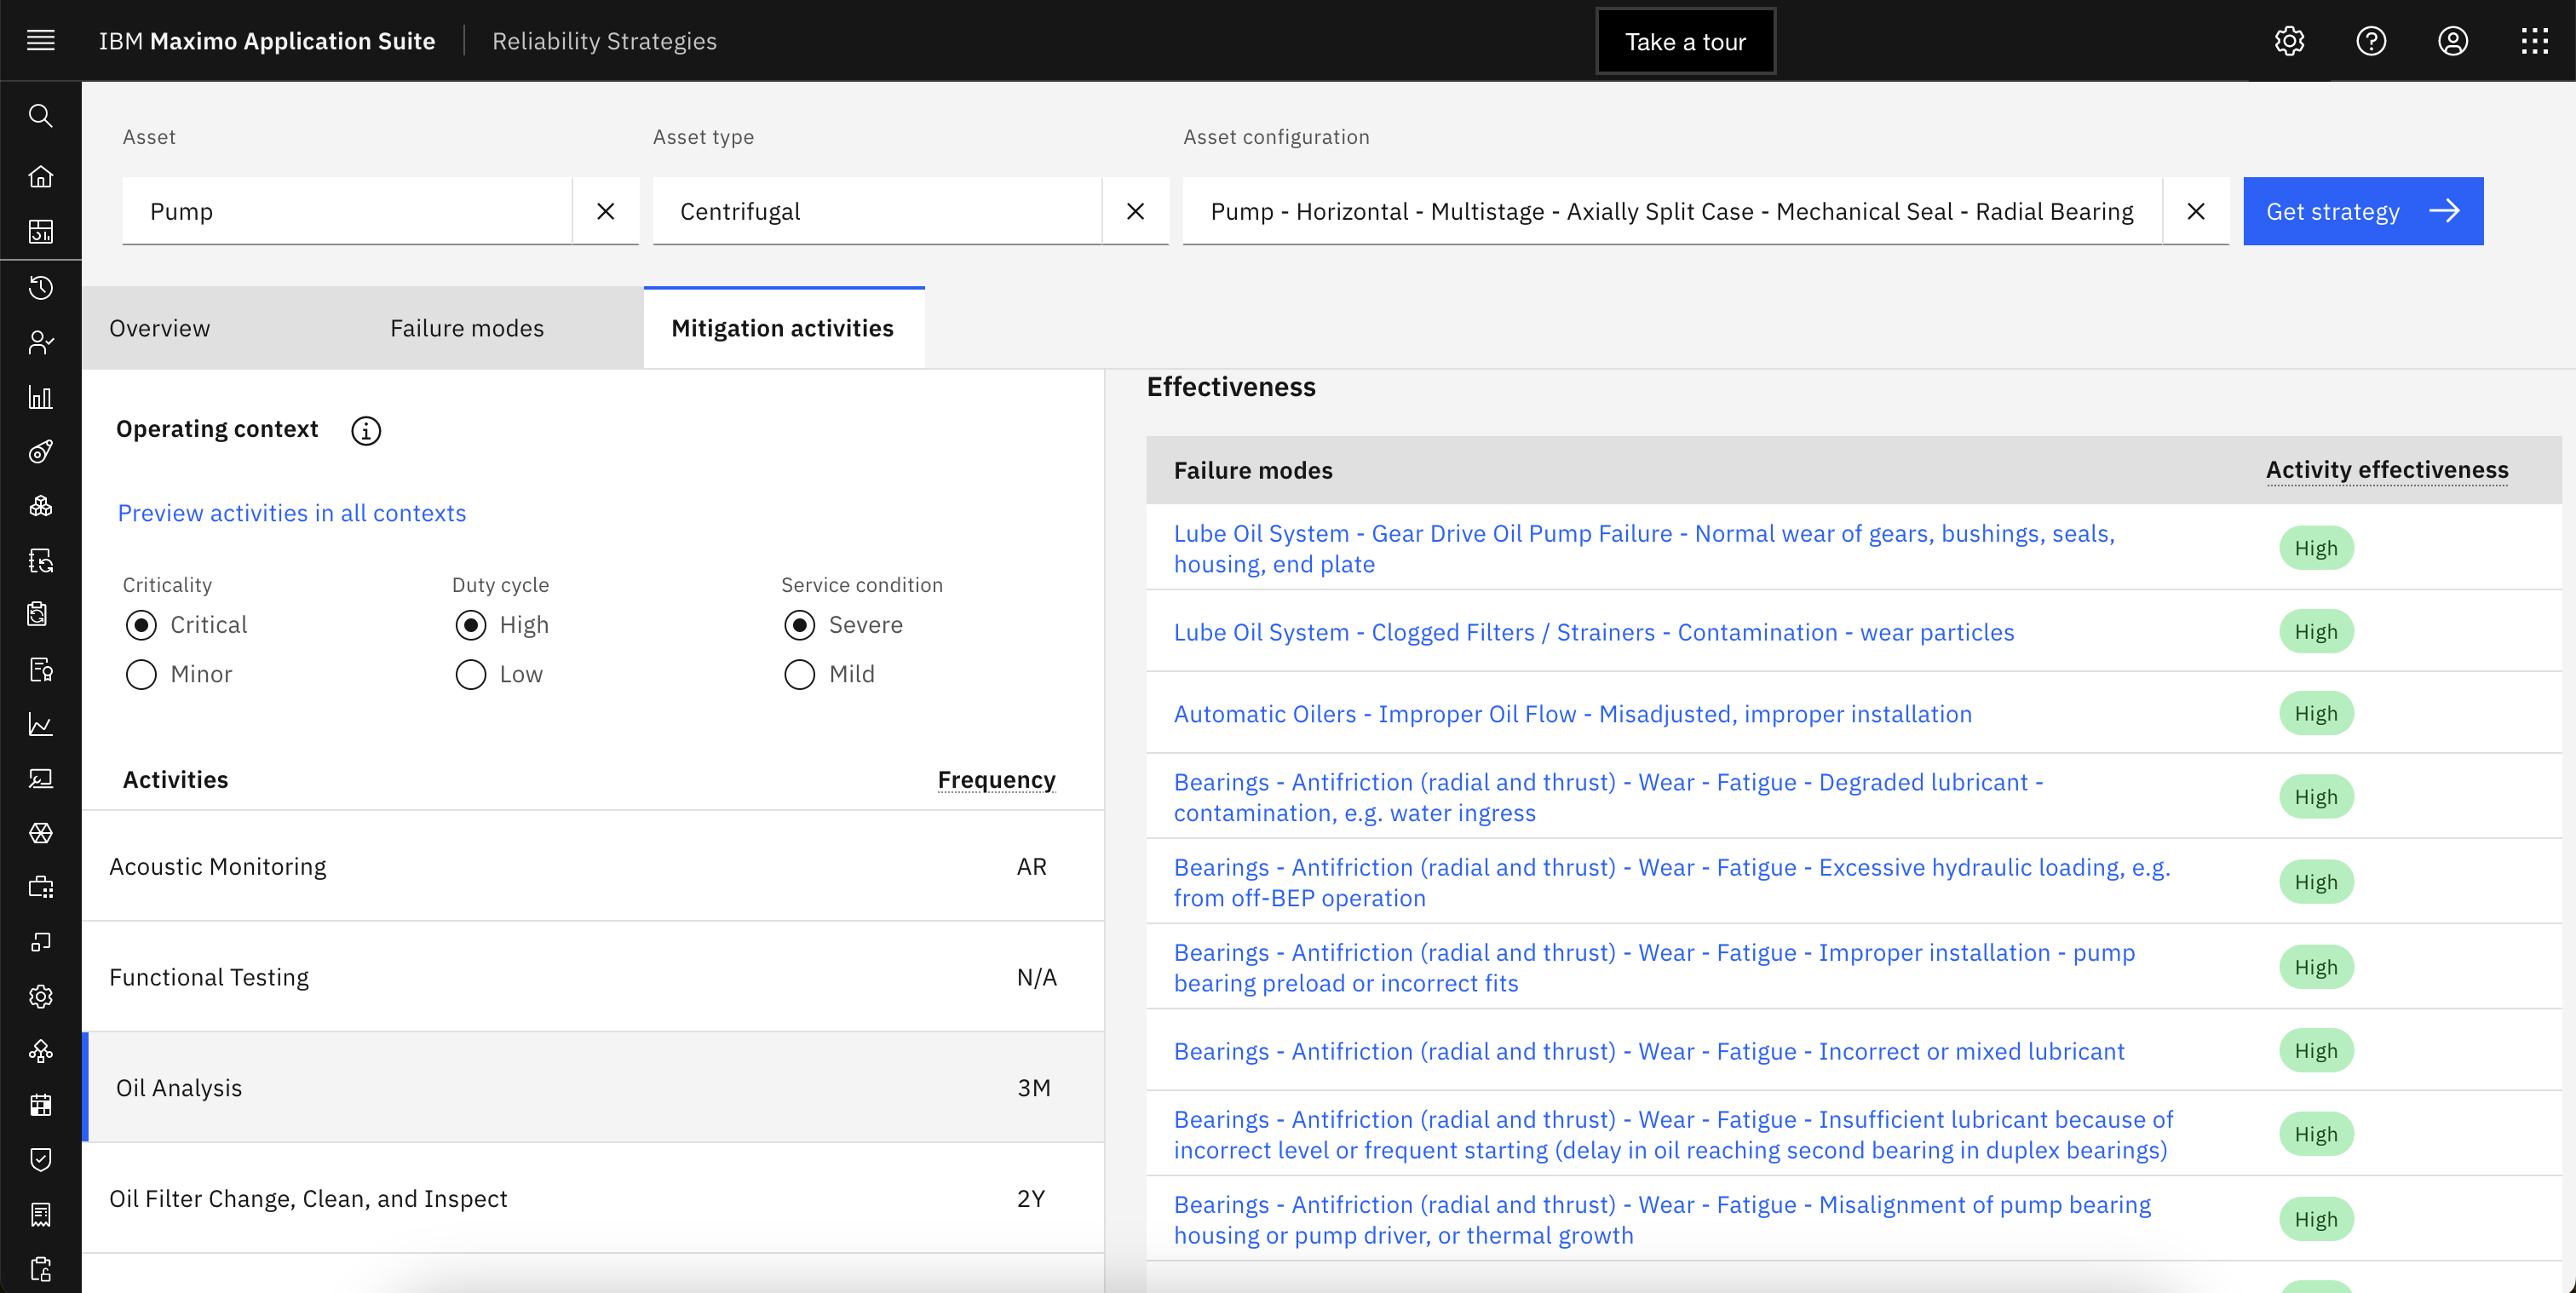 IBM Maximo Application Suite
Reliability Strategies
Take a tour
Asset
Asset type
Asset configuration
Pump
Centrifugal
Pump - Horizontal - Multistage - Axially Split Case - Mechanical Seal - Radial Bearing
Get strategy
Overview
Failure modes
Mitigation activities
Operating context
Preview activities in all contexts
Criticality
Duty cycle
Service condition
Critical
High
Severe
Minor
Low
Mild
Activities
Frequency
Acoustic Monitoring
AR
Functional Testing
N/A
Oil Analysis
3M
Oil Filter Change, Clean, and Inspect
2Y
Effectiveness
Failure modes
Activity effectiveness
Lube Oil System - Gear Drive Oil Pump Failure - Normal wear of gears, bushings, seals,
housing, end plate
High
Lube Oil System - Clogged Filters / Strainers - Contamination - wear particles
High
Automatic Oilers - Improper Oil Flow - Misadjusted, improper installation
High
Bearings - Antifriction (radial and thrust) - Wear - Fatigue - Degraded lubricant -
contamination, e.g. water ingress
High
Bearings - Antifriction (radial and thrust) - Wear - Fatigue - Excessive hydraulic loading, e.g.
from off-BEP operation
High
Bearings - Antifriction (radial and thrust) - Wear - Fatigue - Improper installation - pump
bearing preload or incorrect fits
High
Bearings - Antifriction (radial and thrust) - Wear - Fatigue - Incorrect or mixed lubricant
High
Bearings - Antifriction (radial and thrust) - Wear - Fatigue - Insufficient lubricant because of
incorrect level or frequent starting (delay in oil reaching second bearing in duplex bearings)
High
Bearings - Antifriction (radial and thrust) - Wear - Fatigue - Misalignment of pump bearing
housing or pump driver, or thermal growth
High